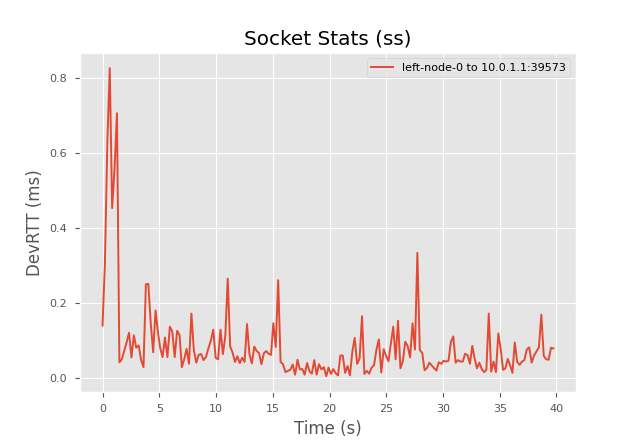 Socket Stats (ss)
left-node-0 to 10.0.1.1:39573
DevRTT (ms)
0.8
0.6
0.4
0.2
0.0
0 5 10 15 20 25 30 35 40
Time (s)